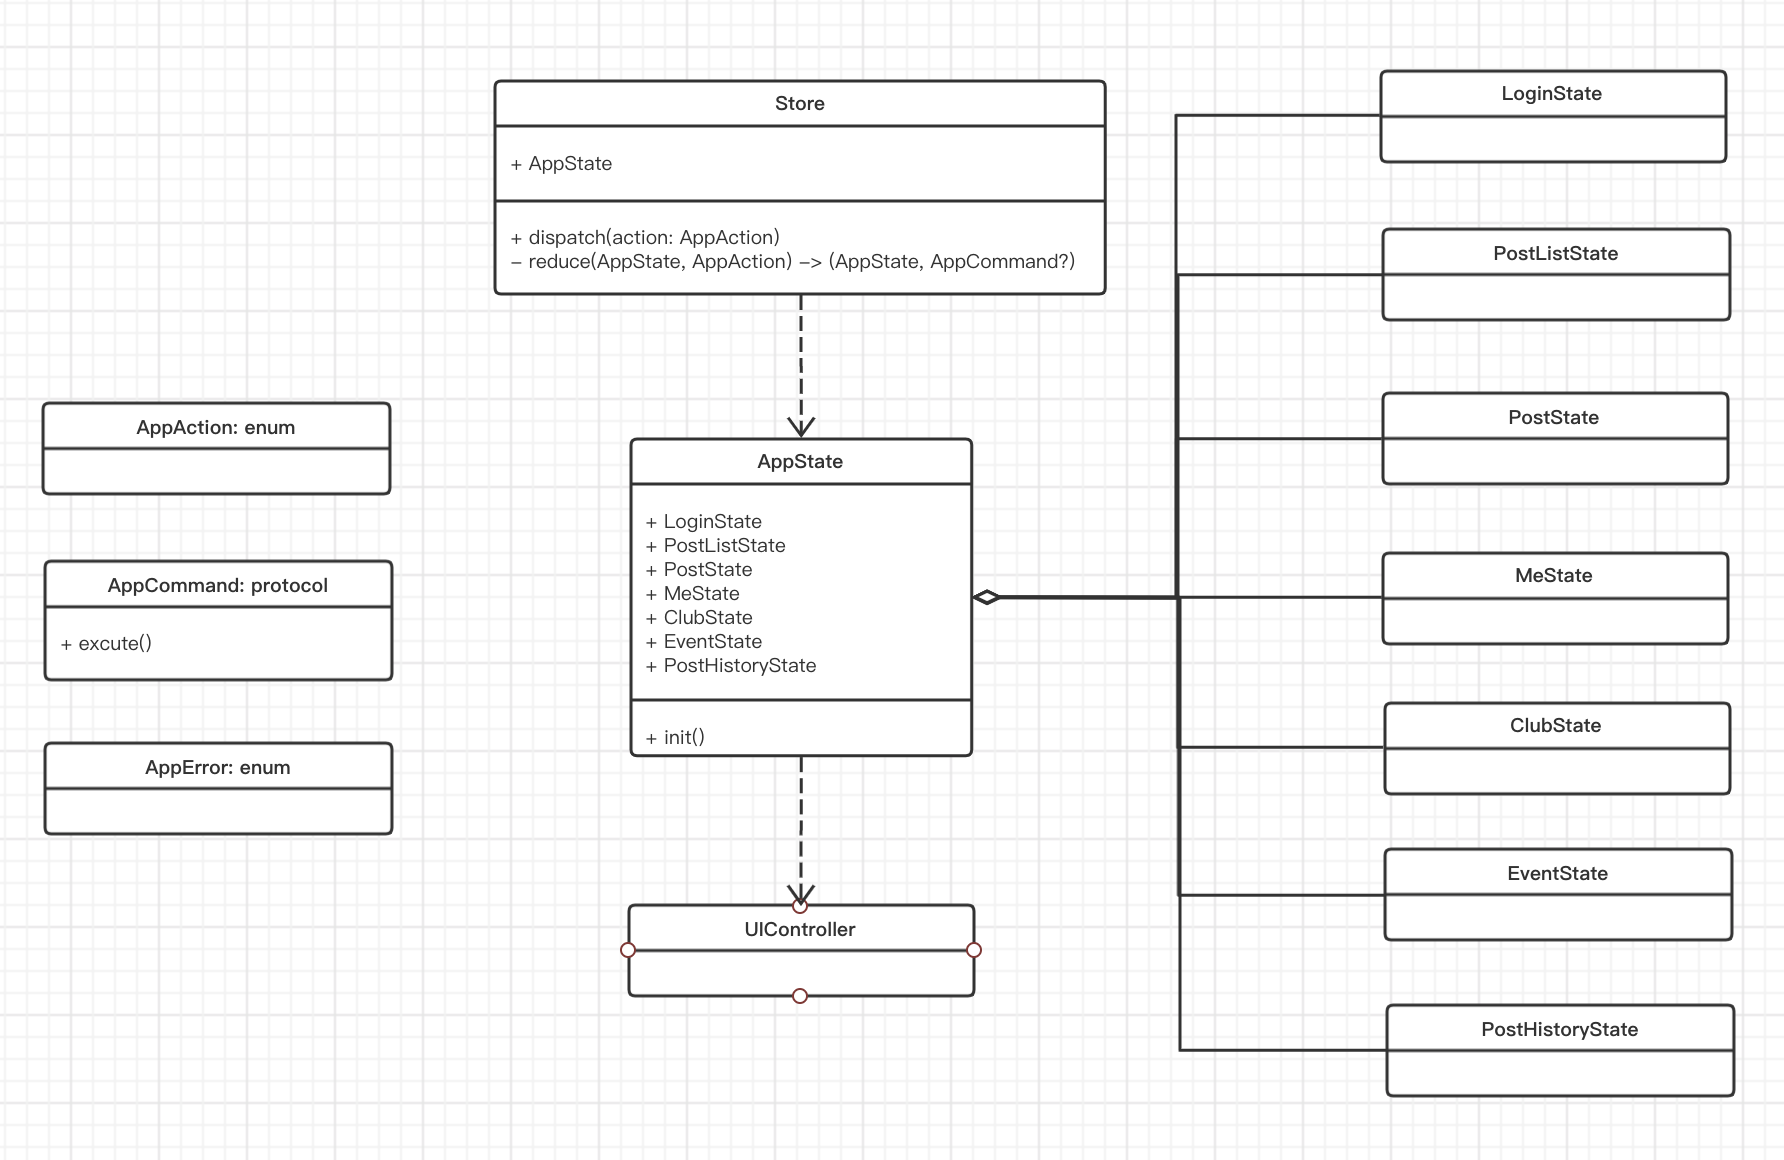 Store
+ AppState
+ dispatch(action: AppAction)
− reduce(AppState, AppAction) −> (AppState, AppCommand?)
AppAction: enum
AppCommand: protocol
+ excute()
AppError: enum
AppState
+ LoginState
+ PostListState
+ PostState
+ MeState
+ ClubState
+ EventState
+ PostHistoryState
+ init()
UIController
LoginState
PostListState
PostState
MeState
ClubState
EventState
PostHistoryState